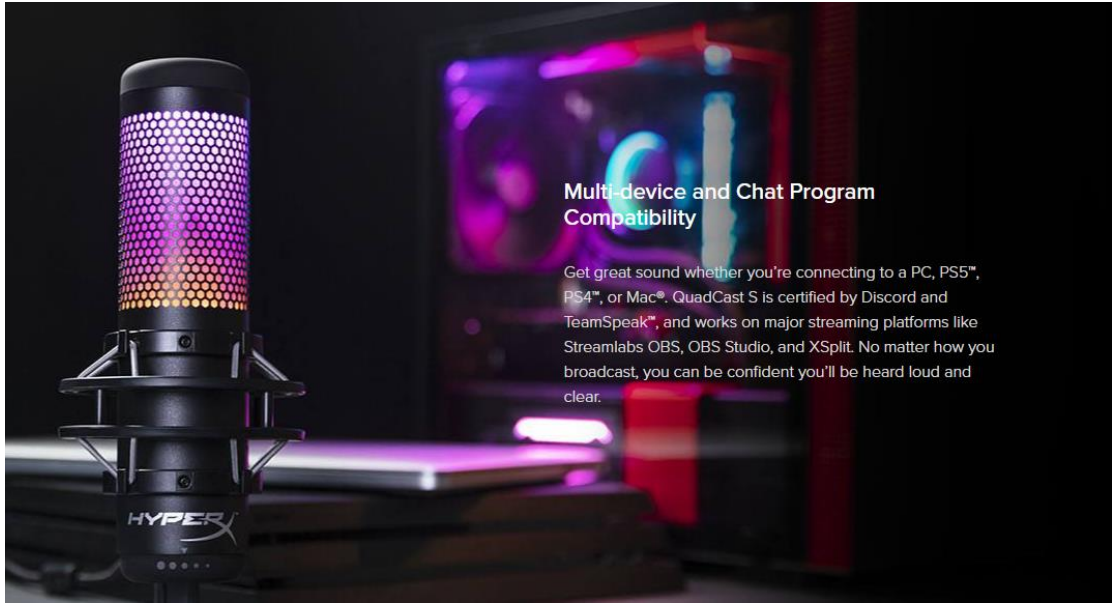 Multi-device and Chat Program
Compatibility
Get great sound whether you're connecting to a PC, PS5™,
PS4™, or Mac®. QuadCast S is certified by Discord and
TeamSpeak™, and works on major streaming platforms like
Streamlabs OBS, OBS Studio, and XSplit. No matter how you
broadcast, you can be confident you'll be heard loud and
clear.
HYPERX